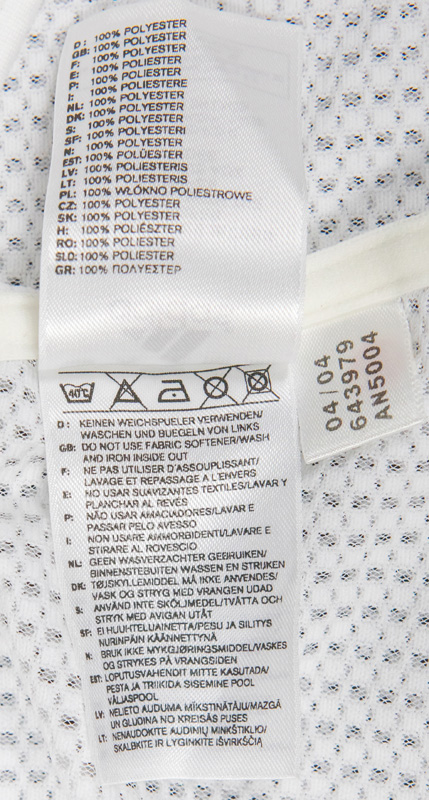 D: 100% POLYESTER
GB: 100% POLYESTER
F: 100% POLYESTER
E: 100% POLIESTER
P: 100% POLIESTER
I: 100% POLIESTERE
NL: 100% POLYESTER
DK: 100% POLYESTER
S: 100% POLYESTER
SF: 100% POLYESTERI
N: 100% POLYESTER
EST: 100% POLÜESTER
LV: 100% POLIESTERIS
LT: 100% POLIESTERIS
PL: 100% WŁÓKNO POLIESTROWE
CZ: 100% POLYESTER
SK: 100% POLYESTER
H: 100% POLIÉSZTER
RO: 100% POLIESTER
SLO: 100% POLIESTER
GR: 100% ΠΟΛΥΕΣΤΕΡ
40℃
D: KEINEN WEICHSPUELER VERWENDEN/
WASCHEN UND BUEGELN VON LINKS
GB: DO NOT USE FABRIC SOFTENER/WASH
AND IRON INSIDE OUT
F: NE PAS UTILISER D'ASSOUPLISSANT/
LAVAGE ET REPASSAGE A L'ENVERS
E: NO USAR SUAVIZANTES TEXTILES/LAVAR Y
PLANCHAR AL REVÉS
P: NÃO USAR AMACIADORES/LAVAR E
PASSAR PELO AVESSO
I: NON USARE AMMORBIDENTI/LAVARE E
STIRARE AL ROVESCIO
NL: GEEN WASVERZACHTER GEBRUIKEN/
BINNENSTEBUITEN WASSEN EN STRIJKEN
DK: TØJSKYLLEMIDDEL MÅ IKKE ANVENDES/
VASK OG STRYG MED VRANGEN UDAD
S: ANVÄND INTE SKÖLJMEDEL/TVÄTTA OCH
STRYK MED AVIGAN UTÅT
SF: EI HUUHTELUAINETTA/PESU JA SILITYS
NURINPÄIN KÄÄNNETTYNÄ
N: BRUK IKKE MYKGJØRINGSMIDDEL/VASKES
OG STRYKES PÅ VRANGSIDEN
EST: LOPUTUSVAHENDIT MITTE KASUTADA/
PESTA JA TRIIKIDA SISEMINE POOL
VÄLJASPOOL
LV: NELIETO AUDUMA MĪKSTINĀTĀJU/MAZGĀ
UN GLUDINA NO KREISĀS PUSES
LT: NENAUDOKITE AUDINIŲ MINKŠTIKLIO/
SKALBKITE IR LYGINKITE IŠVIRKŠČIĄ
04/04
643979
AN5004